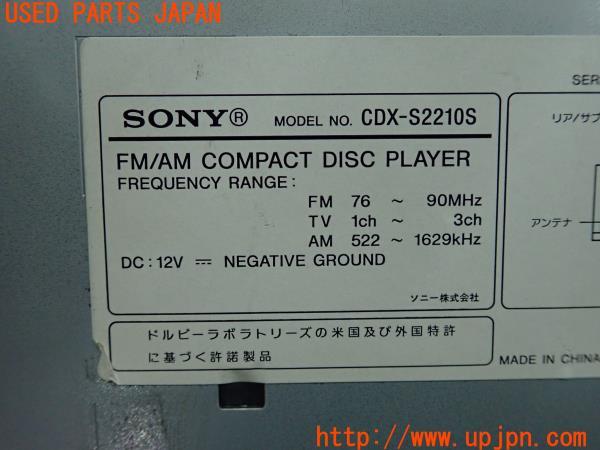 USED PARTS JAPAN
SONY® MODEL NO. CDX-S2210S
FM/AM COMPACT DISC PLAYER
FREQUENCY RANGE:
FM 76 ~ 90MHz
TV 1ch ~ 3ch
AM 522 ~ 1629kHz
DC:12V ⎓ NEGATIVE GROUND
ソニー株式会社
ドルビーラボラトリーズの米国及び外国特許
に基づく許諾製品
リア/サブ
アンテナ
MADE IN CHINA
http://www.upjpn.com/